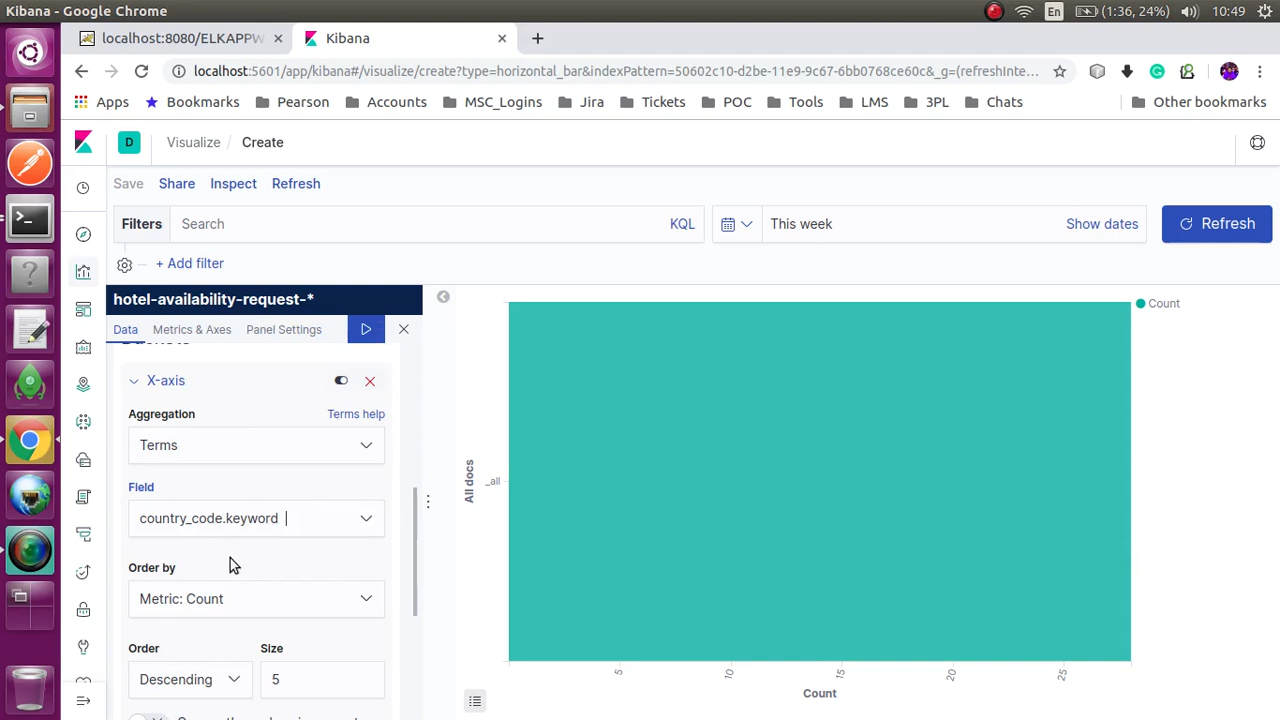 Kibana - Google Chrome
En
(1:36, 24%)
10:49
localhost:8080/ELKAPPW
Kibana
localhost:5601/app/kibana#/visualize/create?type=horizontal_bar&indexPattern=50602c10-d2be-11e9-9c67-6bb0768ce60c&_g=(refreshInte...
Apps
Bookmarks
Pearson
Accounts
MSC_Logins
Jira
Tickets
POC
Tools
LMS
3PL
Chats
Other bookmarks
D
Visualize / Create
Save
Share
Inspect
Refresh
Filters
Search
KQL
This week
Show dates
Refresh
+ Add filter
hotel-availability-request-*
Data
Metrics & Axes
Panel Settings
X-axis
Aggregation
Terms help
Terms
Field
country_code.keyword
Order by
Metric: Count
Order
Size
Descending
5
Count
All docs
_all
5
10
15
20
25
Count